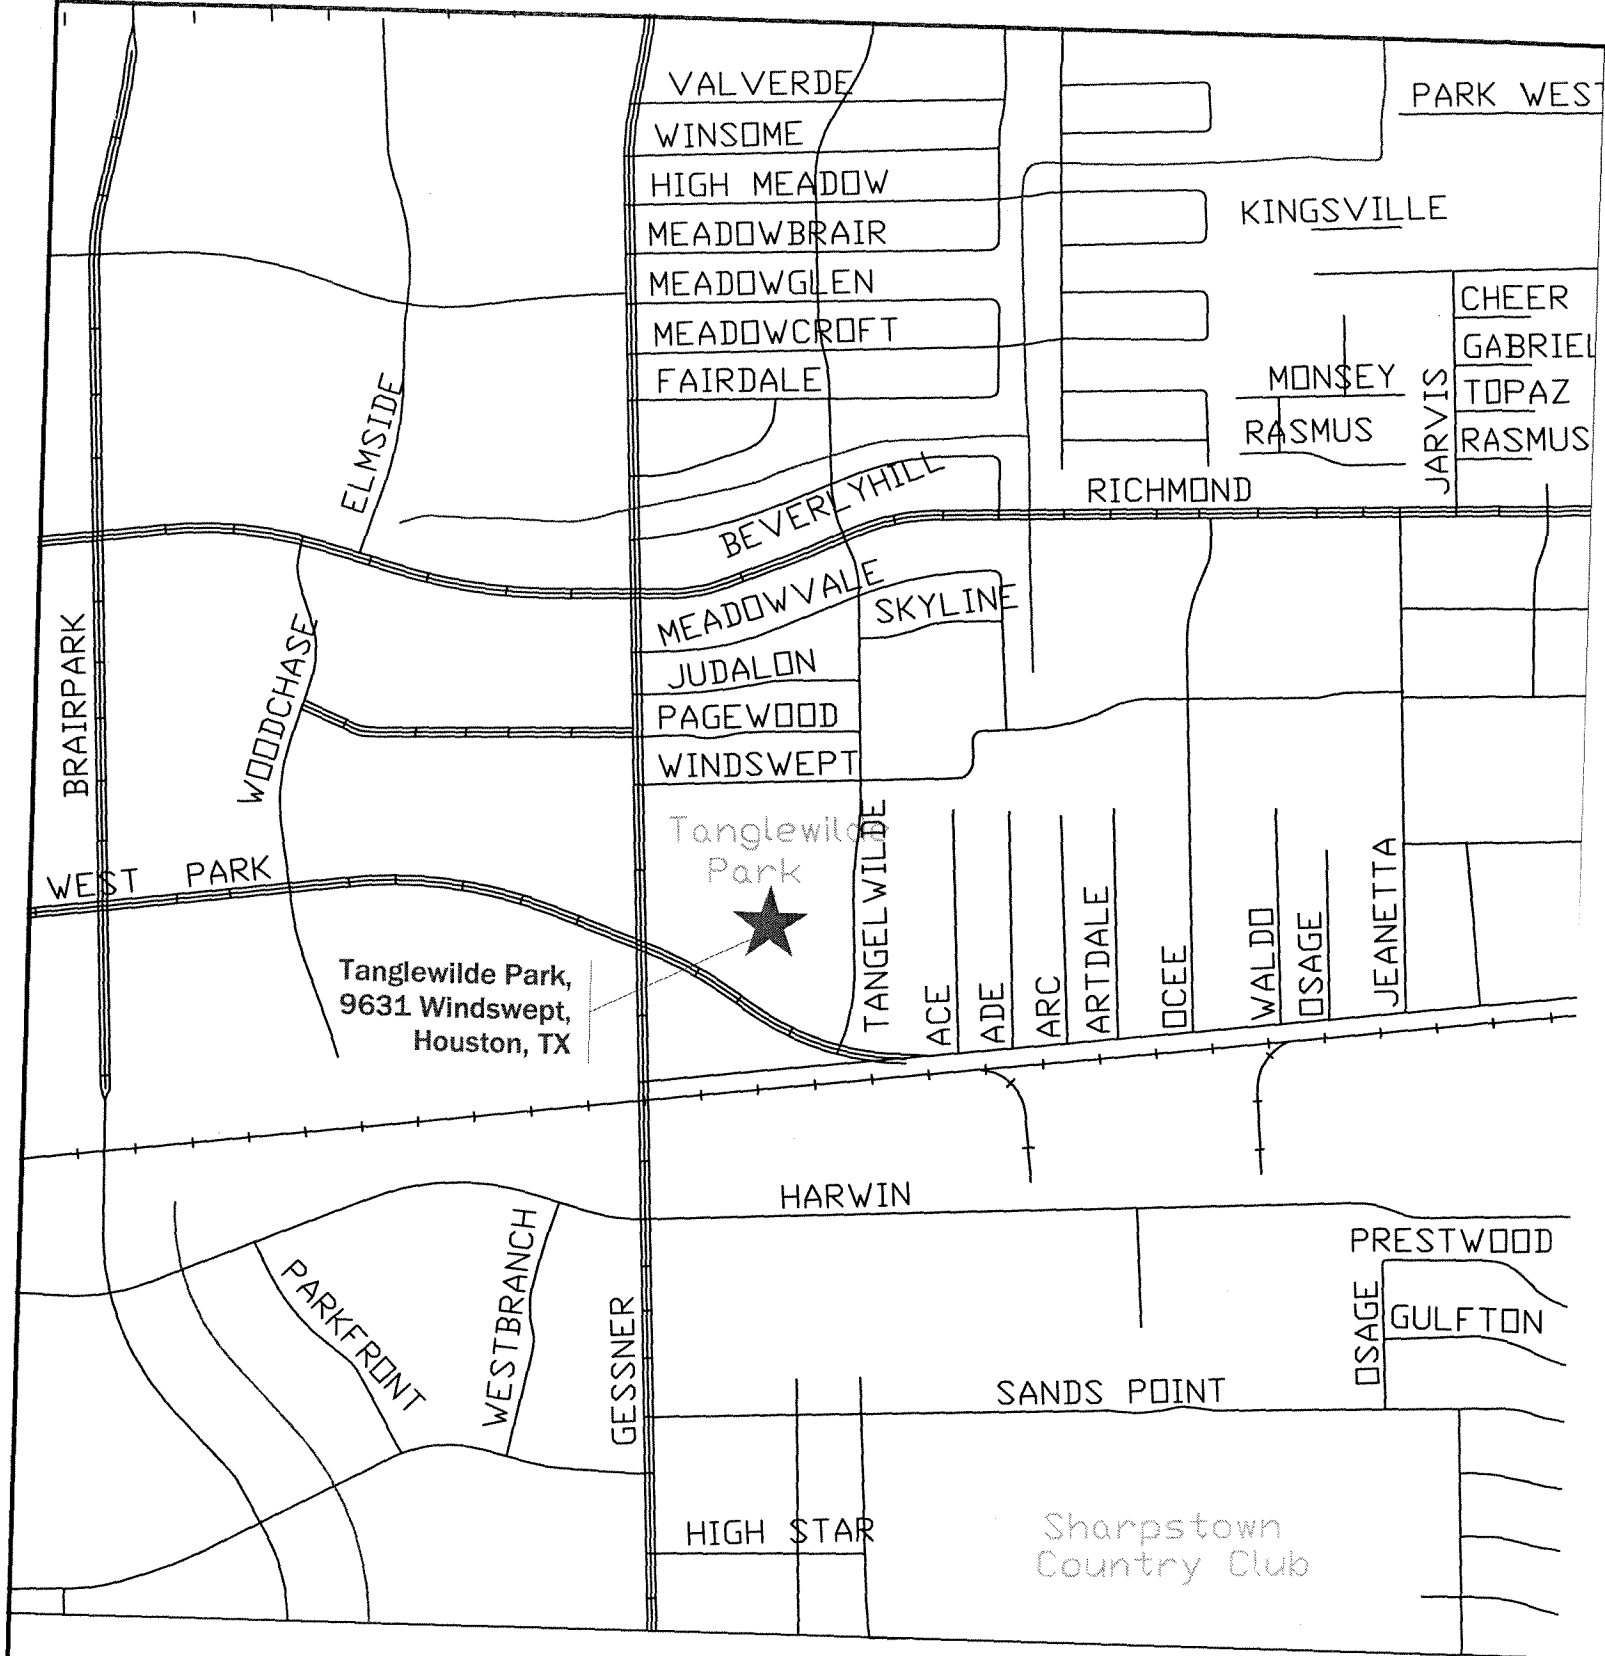 VALVERDE
PARK WEST
WINSOME
HIGH MEADOW
KINGSVILLE
MEADOWBRAIR
MEADOWGLEN
CHEER
MEADOWCROFT
GABRIEL
FAIRDALE
MONSEY
TOPAZ
ELMSIDE
JARVIS
RASMUS
RASMUS
BEVERLYHILL
RICHMOND
MEADOWVALE
SKYLINE
BRAIRPARK
WOODCHASE
JUDALON
PAGEWOOD
WINDSWEPT
Tanglewilde
Park
TANGELWILDE
WEST PARK
Tanglewilde Park,
9631 Windswept,
Houston, TX
ACE
ADE
ARC
ARTDALE
OCEE
WALDO
OSAGE
JEANETTA
HARWIN
PRESTWOOD
PARKFRONT
WESTBRANCH
GESSNER
OSAGE
GULFTON
SANDS POINT
HIGH STAR
Sharpstown
Country Club